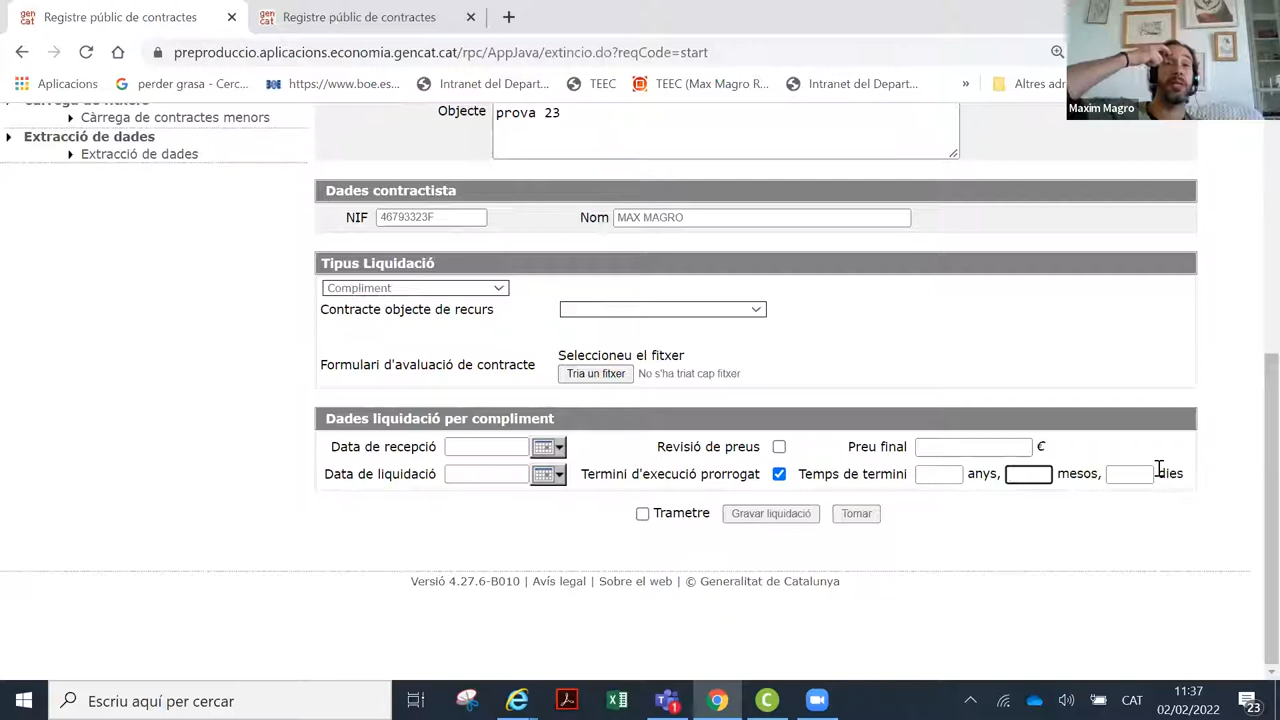 gen cat Registre públic de contractes
gen cat Registre públic de contractes
preproduccio.aplicacions.economia.gencat.cat/rpc/AppJava/extincio.do?reqCode=start
Aplicacions
perder grasa - Cerc...
https://www.boe.es...
Intranet del Depart...
TEEC
TEEC (Max Magro R...
Intranet del Depart...
»
Maxim Magro
Càrrega de contractes menors
Extracció de dades
Extracció de dades
Objecte prova 23
Dades contractista
NIF 46793323F Nom MAX MAGRO
Tipus Liquidació
Compliment
Contracte objecte de recurs
Formulari d'avaluació de contracte
Seleccioneu el fitxer
Tria un fitxer No s'ha triat cap fitxer
Dades liquidació per compliment
Data de recepció Revisió de preus Preu final €
Data de liquidació Termini d'execució prorrogat Temps de termini anys, mesos, dies
Trametre Gravar liquidació Tornar
Versió 4.27.6-B010 | Avís legal | Sobre el web | © Generalitat de Catalunya
Escriu aquí per cercar
CAT
11:37
02/02/2022
23